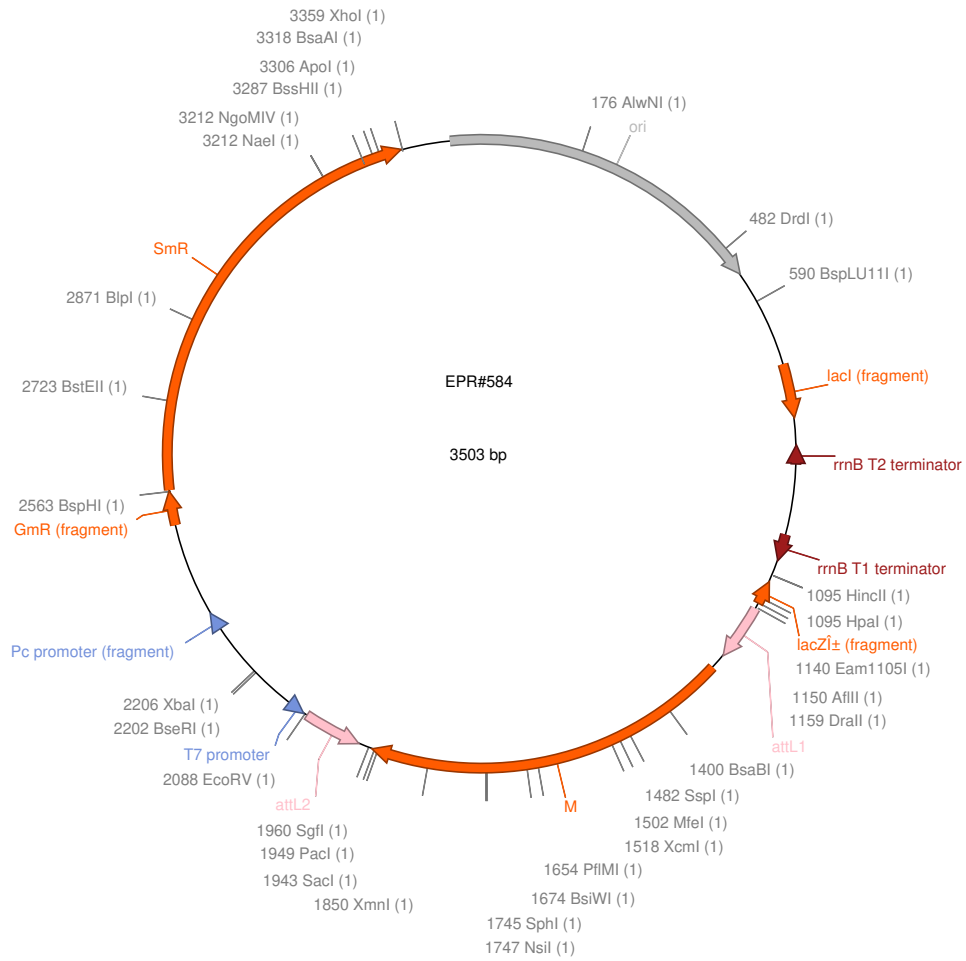 3359 XhoI (1)
3318 BsaAI (1)
3306 ApoI (1)
3287 BssHII (1)
3212 NgoMIV (1)
3212 NaeI (1)
176 AlwNI (1)
ori
482 DrdI (1)
590 BspLU11I (1)
SmR
2871 BlpI (1)
2723 BstEII (1)
2563 BspHI (1)
GmR (fragment)
EPR#584
3503 bp
lacI (fragment)
rrnB T2 terminator
rrnB T1 terminator
1095 HincII (1)
1095 HpaI (1)
lacZÎ± (fragment)
1140 Eam1105I (1)
1150 AflII (1)
1159 DraII (1)
attL1
1400 BsaBI (1)
1482 SspI (1)
1502 MfeI (1)
1518 XcmI (1)
M
1654 PflMI (1)
1674 BsiWI (1)
1745 SphI (1)
1747 NsiI (1)
Pc promoter (fragment)
2206 XbaI (1)
2202 BseRI (1)
T7 promoter
2088 EcoRV (1)
attL2
1960 SgfI (1)
1949 PacI (1)
1943 SacI (1)
1850 XmnI (1)